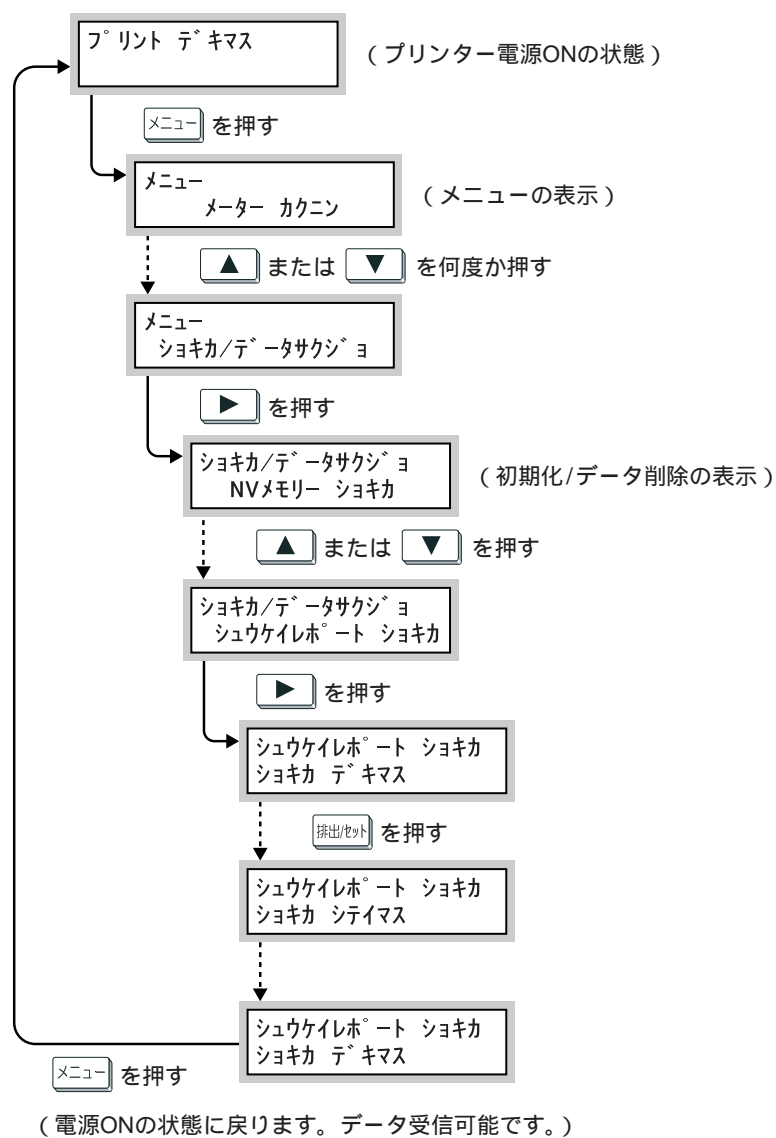 プリント デキマス
(プリンター電源ONの状態)
メニュー を押す
メニュー
メーター カクニン
(メニューの表示)
▲ または ▼ を何度か押す
メニュー
ショキカ/データサクジョ
▶ を押す
ショキカ/データサクジョ
NVメモリー ショキカ
(初期化/データ削除の表示)
▲ または ▼ を押す
ショキカ/データサクジョ
シュウケイレポート ショキカ
▶ を押す
シュウケイレポート ショキカ
ショキカ デキマス
排出/セット を押す
シュウケイレポート ショキカ
ショキカ シテイマス
シュウケイレポート ショキカ
ショキカ デキマス
メニュー を押す
(電源ONの状態に戻ります。データ受信可能です。)